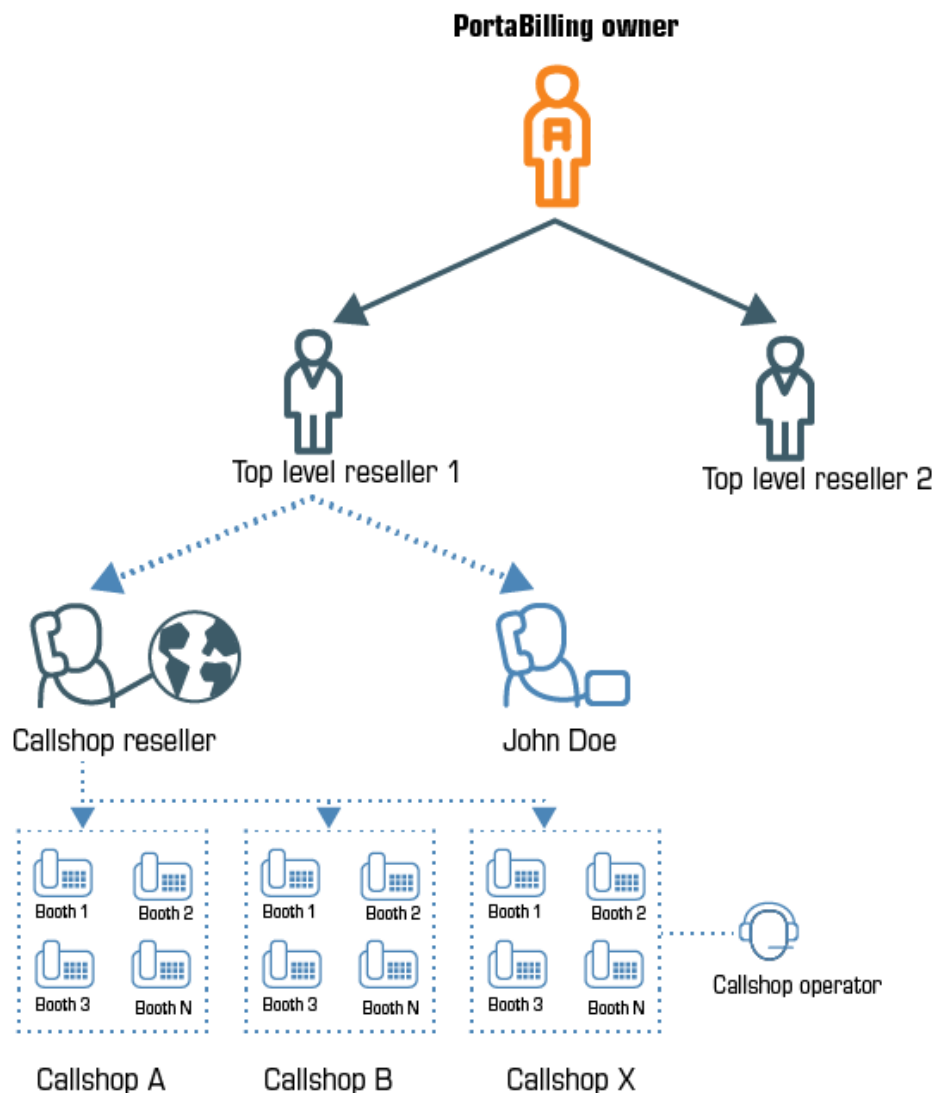 PortaBilling owner
A
Top level reseller 1
Top level reseller 2
Callshop reseller
John Doe
Booth 1
Booth 2
Booth 1
Booth 2
Booth 1
Booth 2
Booth 3
Booth N
Booth 3
Booth N
Booth 3
Booth N
Callshop operator
Callshop A
Callshop B
Callshop X